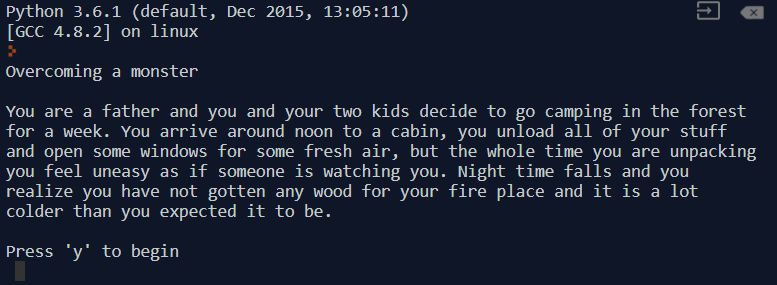 Python 3.6.1 (default, Dec 2015, 13:05:11)
[GCC 4.8.2] on linux
Overcoming a monster
You are a father and you and your two kids decide to go camping in the forest
for a week. You arrive around noon to a cabin, you unload all of your stuff
and open some windows for some fresh air, but the whole time you are unpacking
you feel uneasy as if someone is watching you. Night time falls and you
realize you have not gotten any wood for your fire place and it is a lot
colder than you expected it to be.
Press 'y' to begin